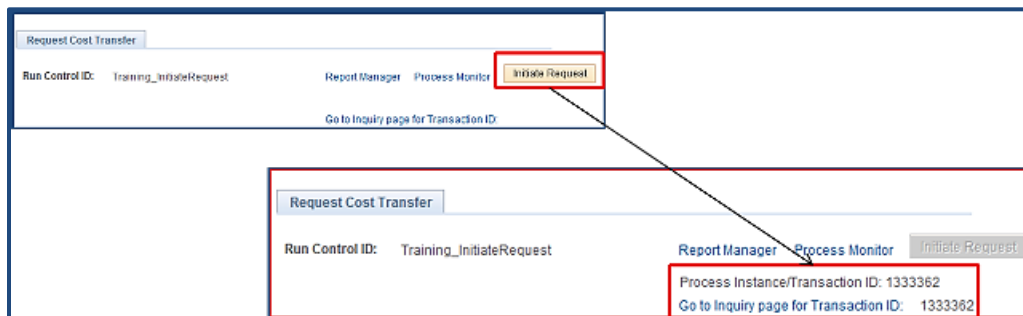 Request Cost Transfer
Run Control ID: Training_InitiateRequest Report Manager Process Monitor Initiate Request
Go to Inquiry page for Transaction ID:
Request Cost Transfer
Run Control ID: Training_InitiateRequest Report Manager Process Monitor Initiate Request
Process Instance/Transaction ID: 1333362
Go to Inquiry page for Transaction ID: 1333362